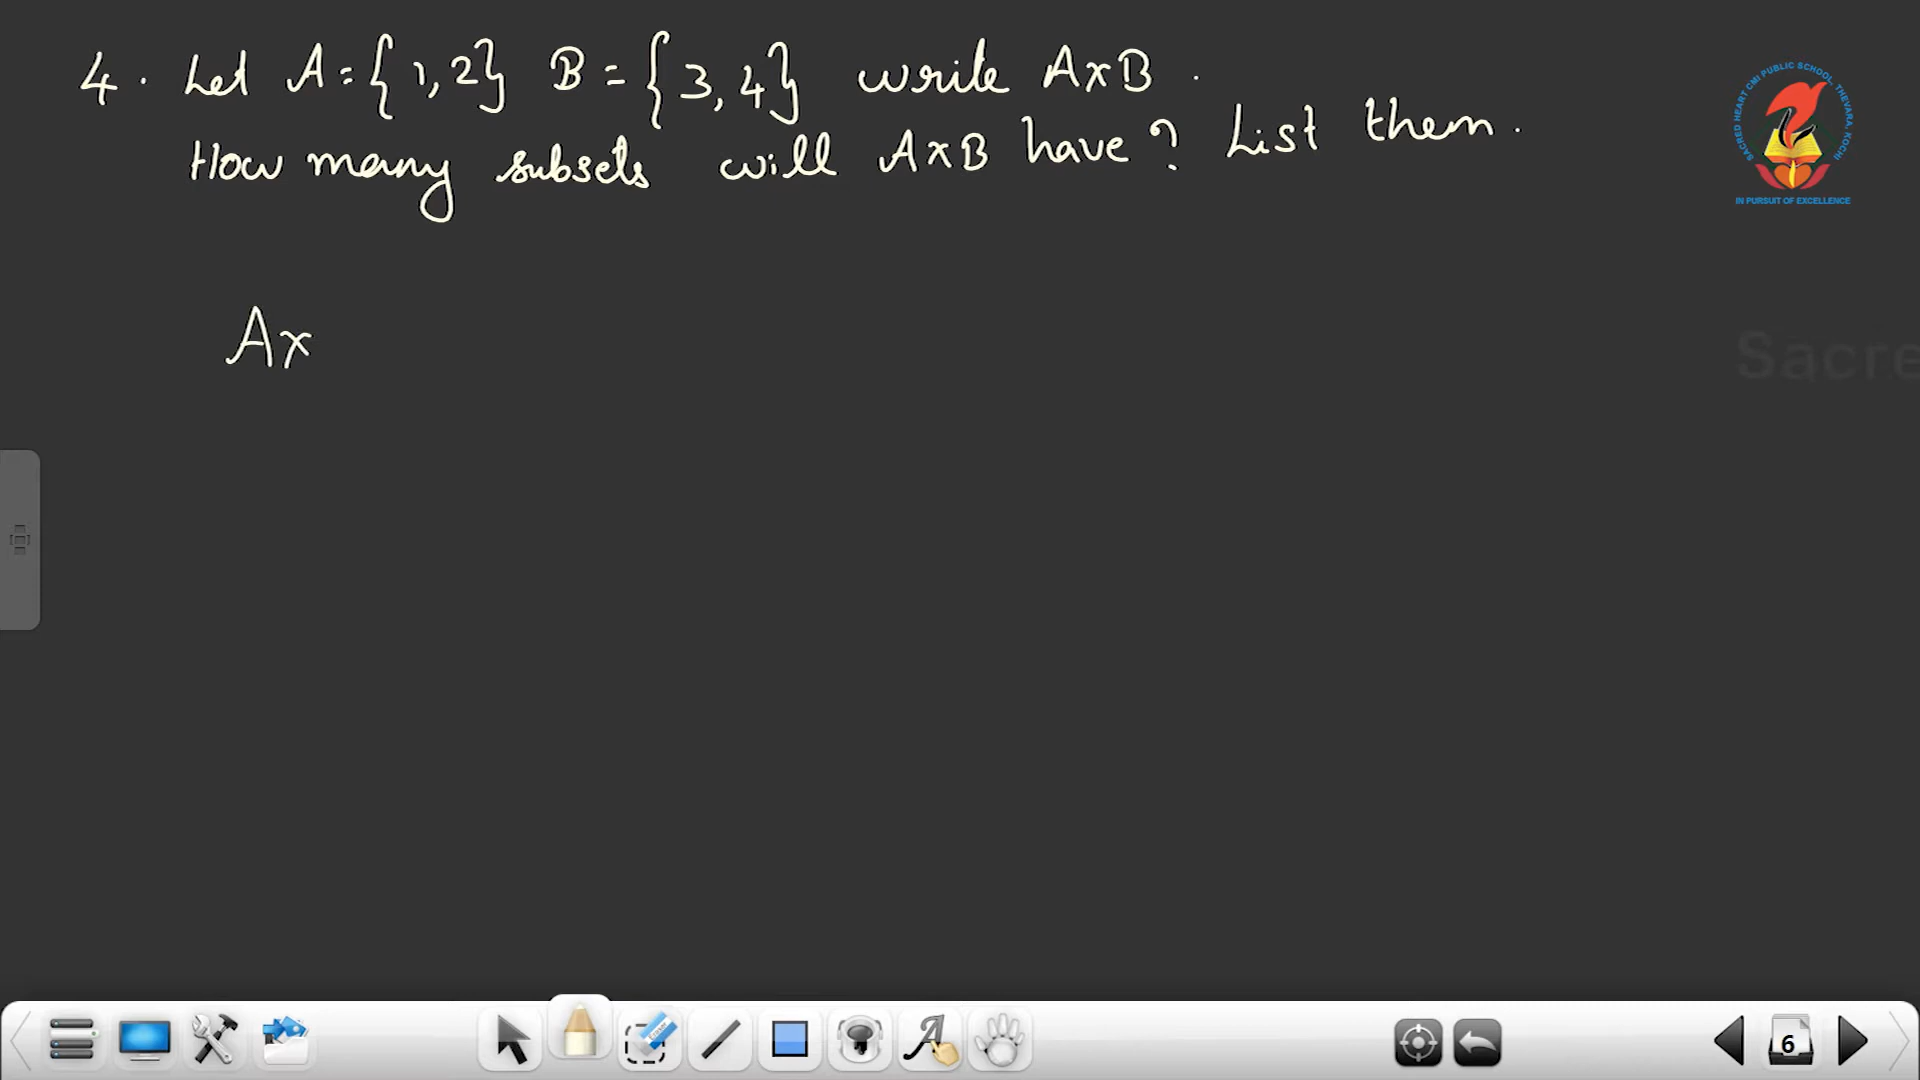 4. Let A = {1, 2} B = {3, 4} write A×B.
How many subsets will A×B have? List them.
SACRED HEART CMI PUBLIC SCHOOL, THEVARA, KOCHI
IN PURSUIT OF EXCELLENCE
A×
Sacre
6